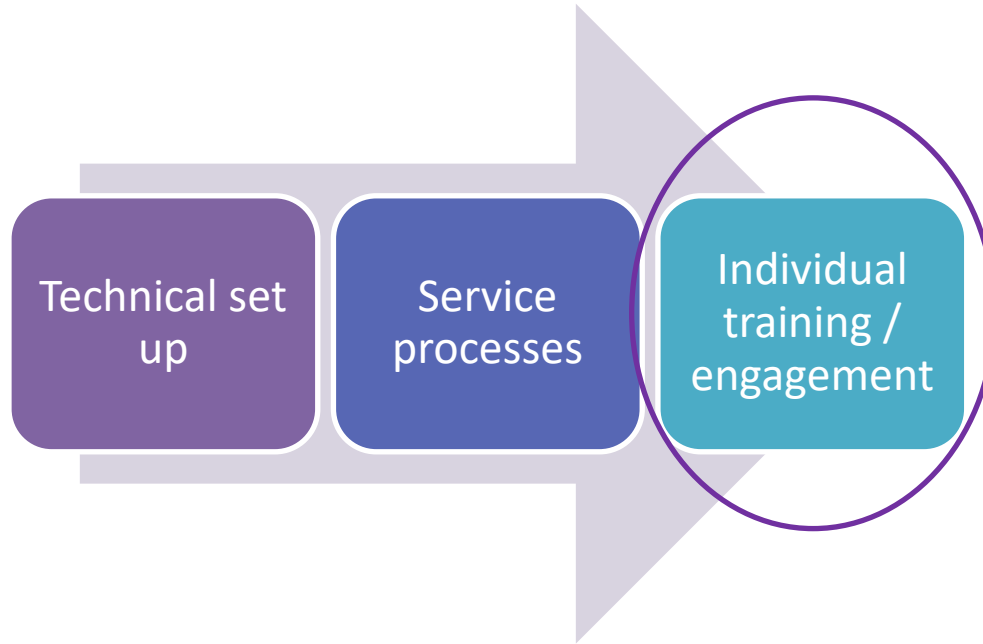 Technical set
up
Service
processes
Individual
training /
engagement